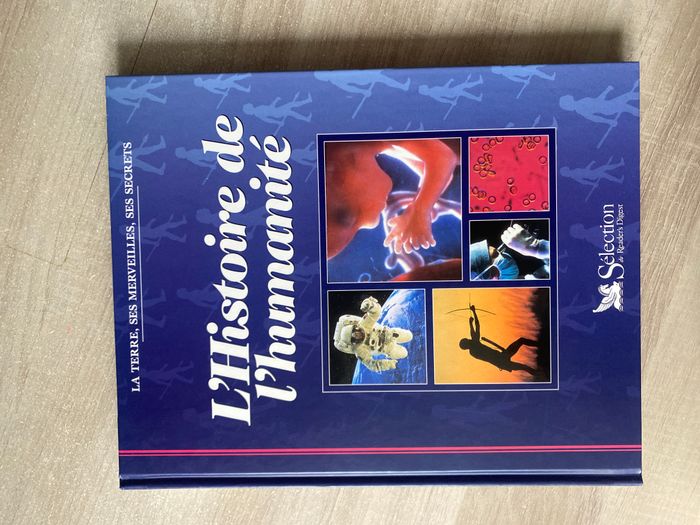 LA TERRE, SES MERVEILLES, SES SECRETS
L'Histoire de
l'humanité
Sélection
du Reader's Digest